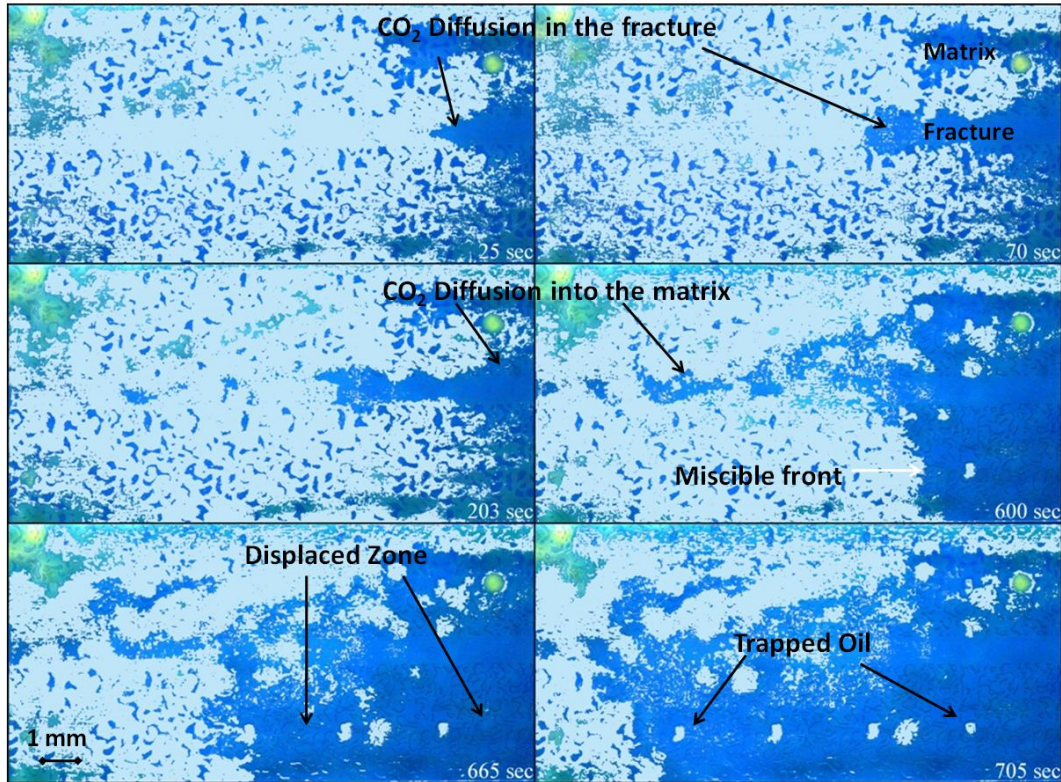 CO₂ Diffusion in the fracture
Matrix
Fracture
25 sec
70 sec
CO₂ Diffusion into the matrix
Miscible front
203 sec
600 sec
Displaced Zone
Trapped Oil
1 mm
665 sec
705 sec